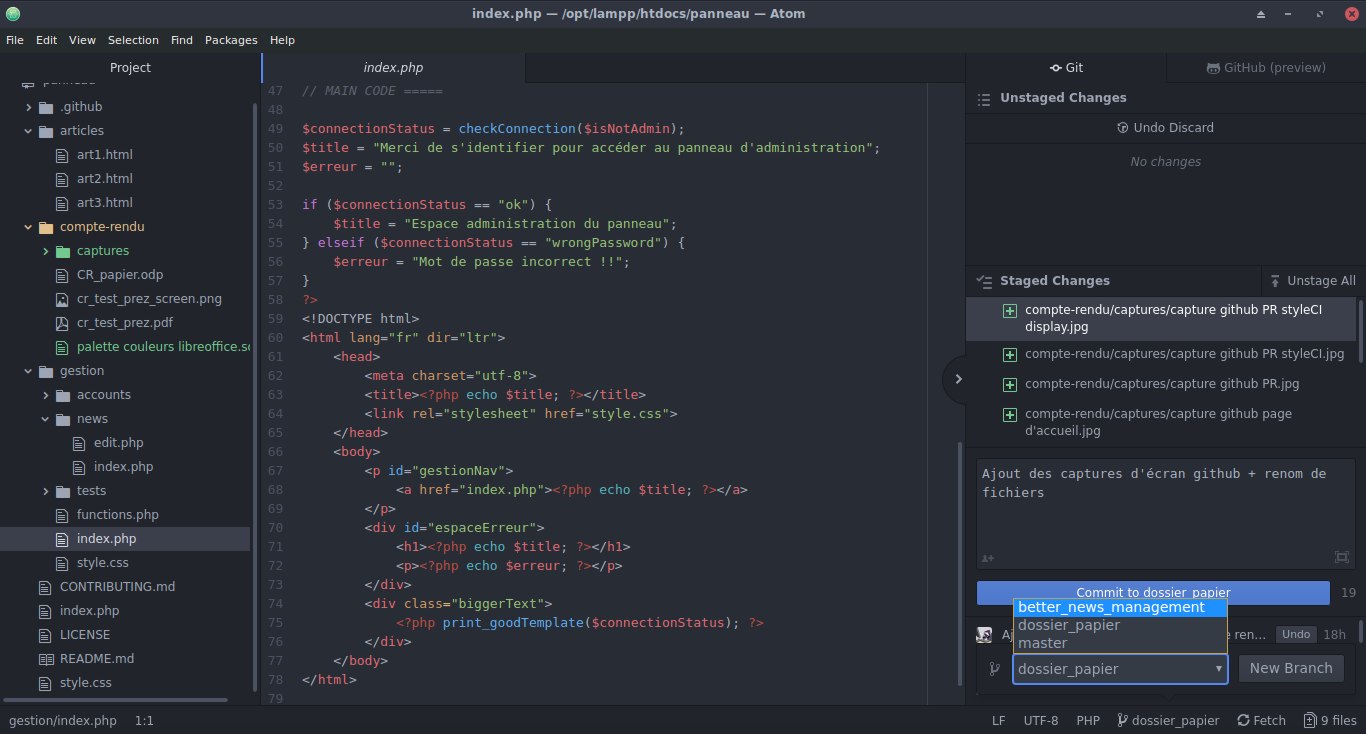 index.php — /opt/lampp/htdocs/panneau — Atom
File Edit View Selection Find Packages Help
Project
panneau
.github
articles
art1.html
art2.html
art3.html
compte-rendu
captures
CR_papier.odp
cr_test_prez_screen.png
cr_test_prez.pdf
palette couleurs libreoffice.so
gestion
accounts
news
edit.php
index.php
tests
functions.php
index.php
style.css
CONTRIBUTING.md
index.php
LICENSE
README.md
style.css
index.php
47 // MAIN CODE =====
48
49 $connectionStatus = checkConnection($isNotAdmin);
50 $title = "Merci de s'identifier pour accéder au panneau d'administration";
51 $erreur = "";
52
53 if ($connectionStatus == "ok") {
54 $title = "Espace administration du panneau";
55 } elseif ($connectionStatus == "wrongPassword") {
56 $erreur = "Mot de passe incorrect !!";
57 }
58 ?>
59 <!DOCTYPE html>
60 <html lang="fr" dir="ltr">
61 <head>
62 <meta charset="utf-8">
63 <title><?php echo $title; ?></title>
64 <link rel="stylesheet" href="style.css">
65 </head>
66 <body>
67 <p id="gestionNav">
68 <a href="index.php"><?php echo $title; ?></a>
69 </p>
70 <div id="espaceErreur">
71 <h1><?php echo $title; ?></h1>
72 <p><?php echo $erreur; ?></p>
73 </div>
74 <div class="biggerText">
75 <?php print_goodTemplate($connectionStatus); ?>
76 </div>
77 </body>
78 </html>
79
Git GitHub (preview)
Unstaged Changes
Undo Discard
No changes
Staged Changes Unstage All
compte-rendu/captures/capture github PR styleCI
display.jpg
compte-rendu/captures/capture github PR styleCI.jpg
compte-rendu/captures/capture github PR.jpg
compte-rendu/captures/capture github page
d'accueil.jpg
Ajout des captures d'écran github + renom de
fichiers
Commit to dossier_papier 19
better_news_management
dossier_papier
master
Aj ren... Undo 18h
dossier_papier New Branch
gestion/index.php 1:1 LF UTF-8 PHP dossier_papier Fetch 9 files